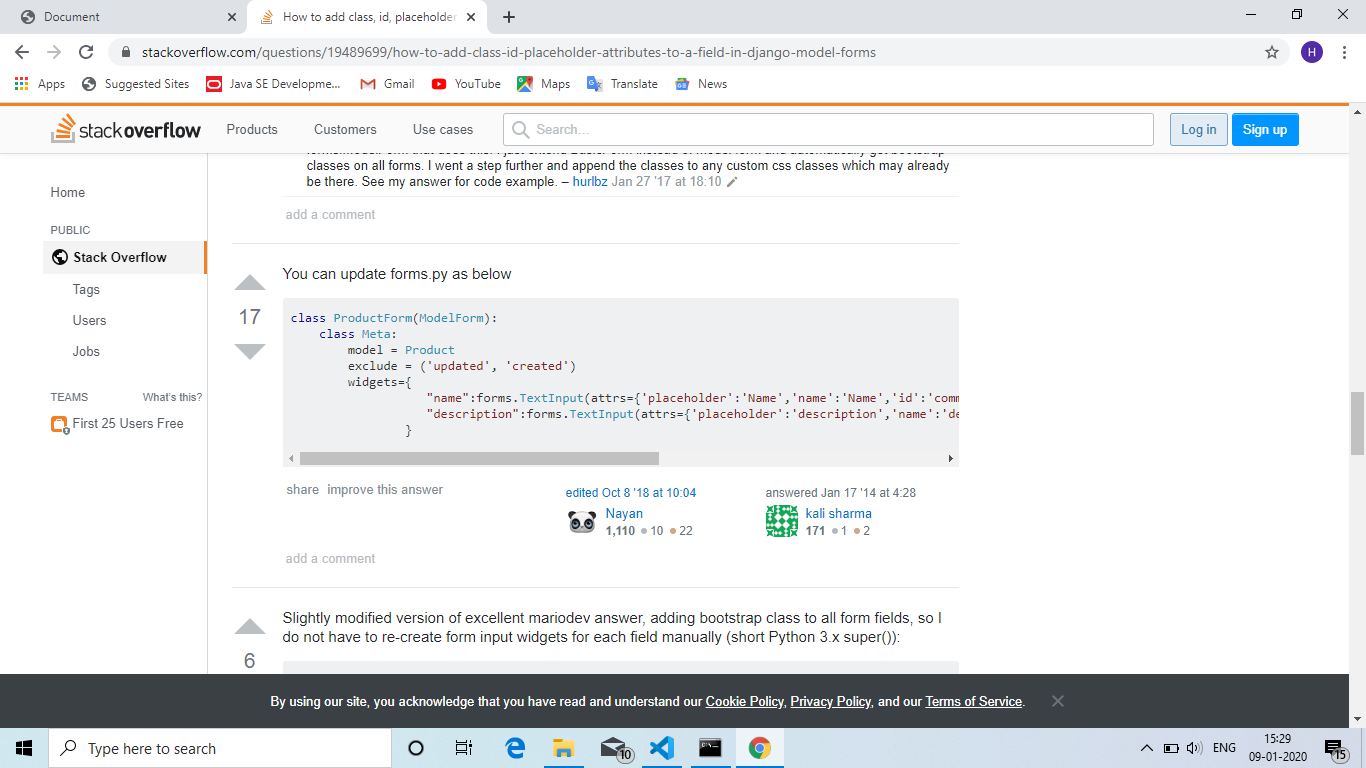 Document
How to add class, id, placeholder
stackoverflow.com/questions/19489699/how-to-add-class-id-placeholder-attributes-to-a-field-in-django-model-forms
H
Apps
Suggested Sites
Java SE Developme...
Gmail
YouTube
Maps
Translate
News
stackoverflow
Products
Customers
Use cases
Search...
Log in
Sign up
Home
PUBLIC
Stack Overflow
Tags
Users
Jobs
TEAMS
What's this?
First 25 Users Free
classes on all forms. I went a step further and append the classes to any custom css classes which may already
be there. See my answer for code example. – hurlbz Jan 27 '17 at 18:10
add a comment
17
You can update forms.py as below
class ProductForm(ModelForm):
class Meta:
model = Product
exclude = ('updated', 'created')
widgets={
"name":forms.TextInput(attrs={'placeholder':'Name','name':'Name','id':'comm
"description":forms.TextInput(attrs={'placeholder':'description','name':'de
}
share improve this answer
edited Oct 8 '18 at 10:04
Nayan
1,110 10 22
answered Jan 17 '14 at 4:28
kali sharma
171 1 2
add a comment
6
Slightly modified version of excellent mariodev answer, adding bootstrap class to all form fields, so I
do not have to re-create form input widgets for each field manually (short Python 3.x super()):
By using our site, you acknowledge that you have read and understand our Cookie Policy, Privacy Policy, and our Terms of Service.
Type here to search
10
ENG
15:29
09-01-2020
15